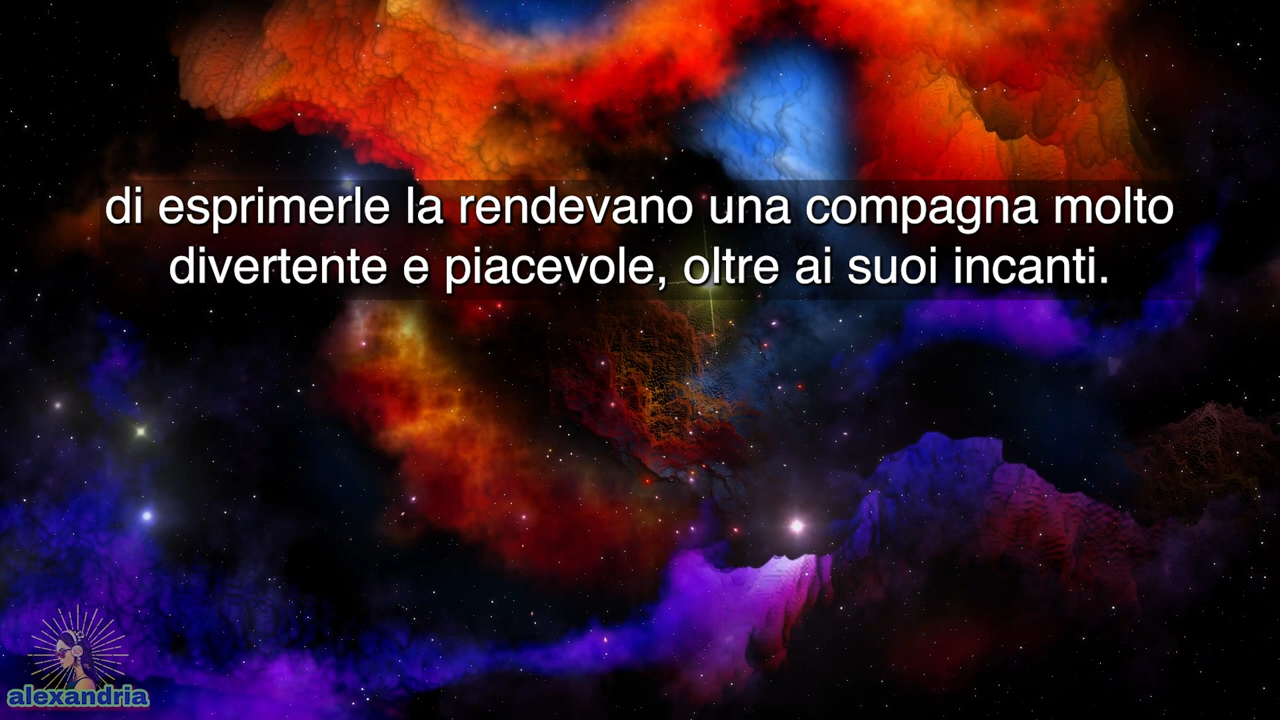 di esprimerle la rendevano una compagna molto
divertente e piacevole, oltre ai suoi incanti.
alexandria